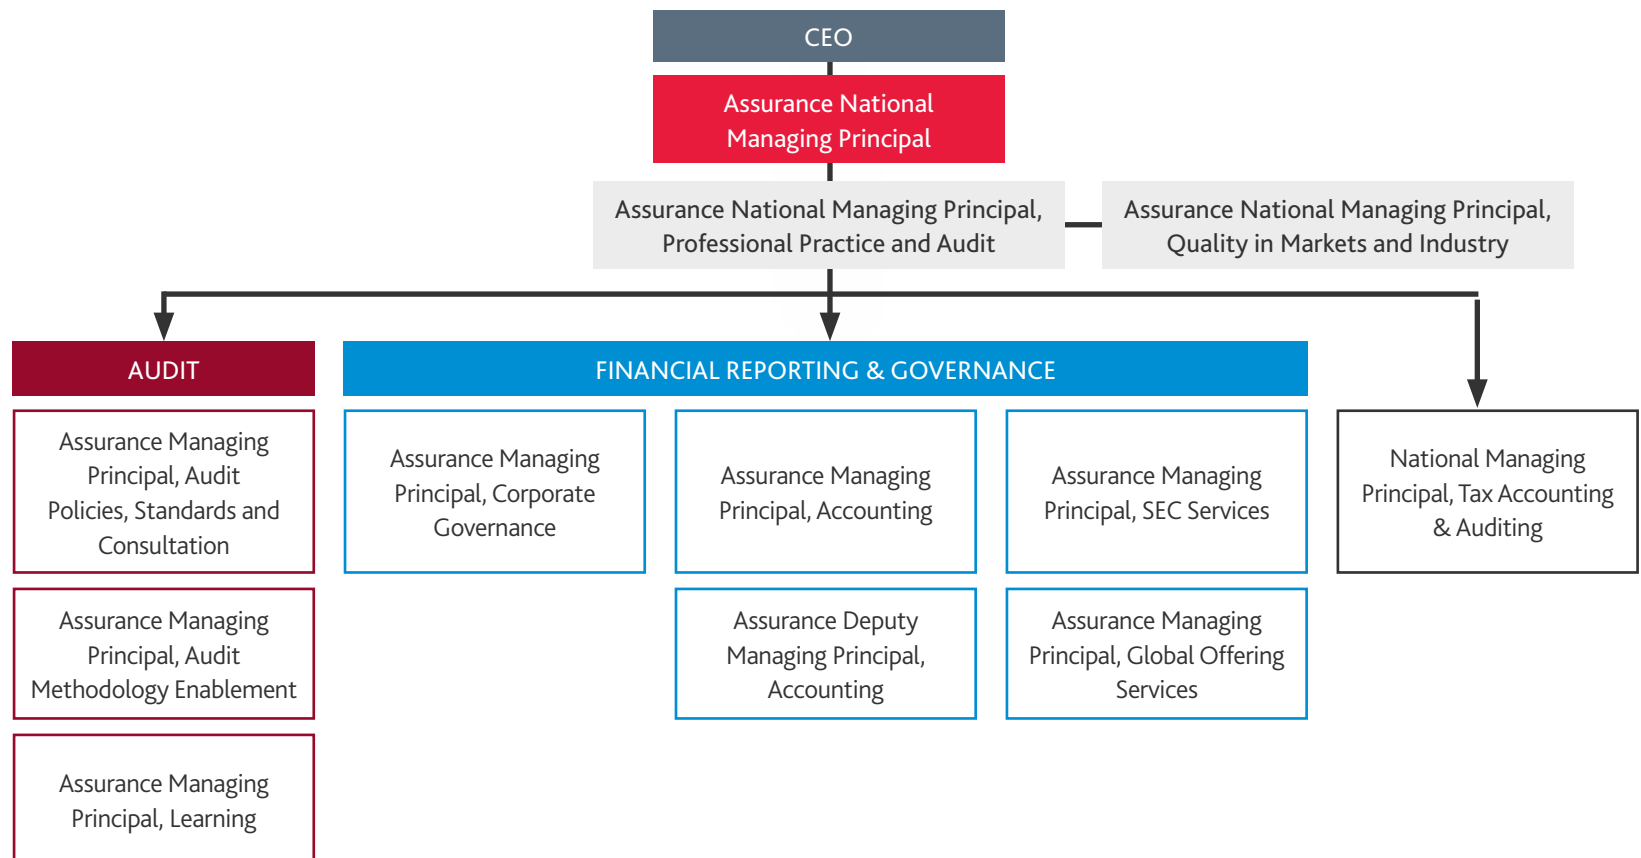 CEO
Assurance National
Managing Principal
Assurance National Managing Principal,
Professional Practice and Audit
Assurance National Managing Principal,
Quality in Markets and Industry
AUDIT
Assurance Managing
Principal, Audit
Policies, Standards and
Consultation
Assurance Managing
Principal, Audit
Methodology Enablement
Assurance Managing
Principal, Learning
FINANCIAL REPORTING & GOVERNANCE
Assurance Managing
Principal, Corporate
Governance
Assurance Managing
Principal, Accounting
Assurance Deputy
Managing Principal,
Accounting
Assurance Managing
Principal, SEC Services
Assurance Managing
Principal, Global Offering
Services
National Managing
Principal, Tax Accounting
& Auditing